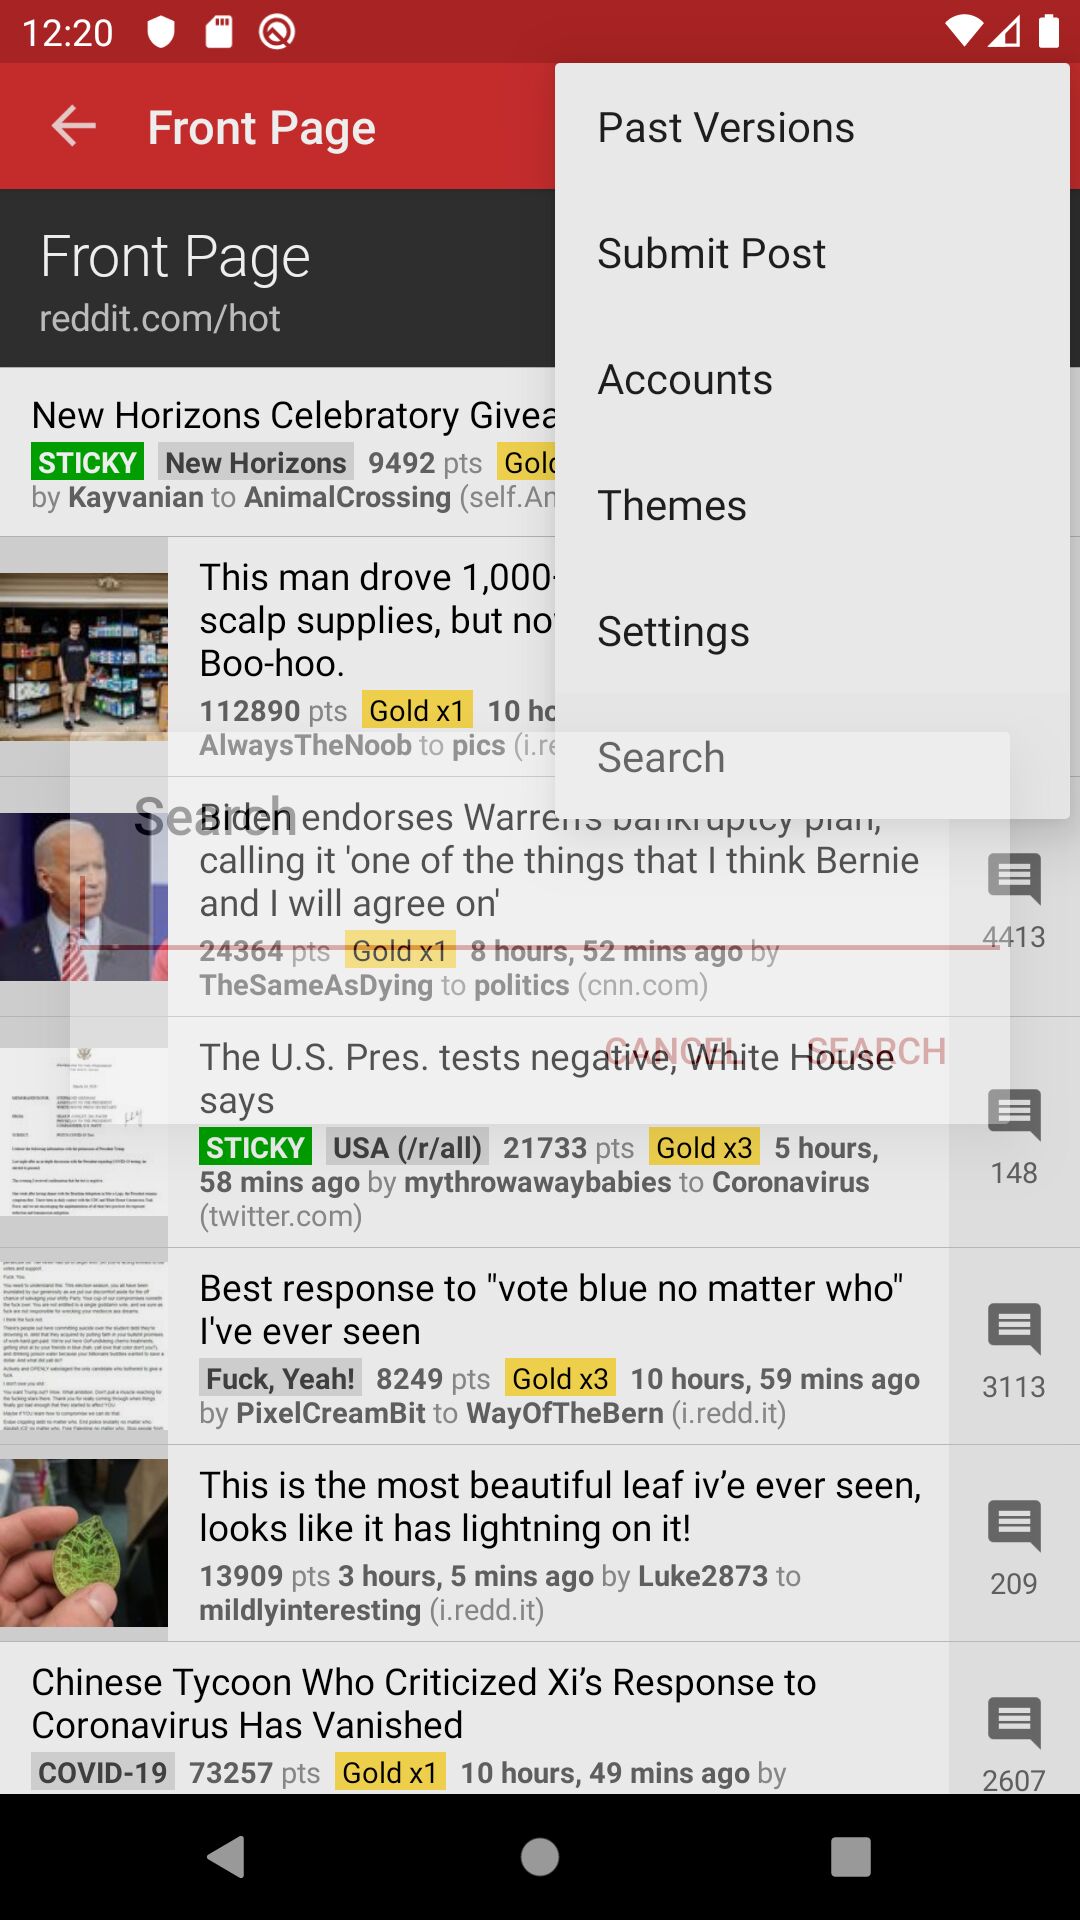 12:20
Front Page
Past Versions
Submit Post
Accounts
Themes
Settings
Search
Front Page
reddit.com/hot
New Horizons Celebratory
STICKY New Horizons 9492 pts
by Kayvanian to AnimalCrossing
This man drove 1,000
scalp supplies, but
Boo-hoo.
112890 pts Gold x1 10
AlwaysTheNoob to pics
Search
Biden endorses Warren's bankruptcy plan,
calling it 'one of the things that I think Bernie
and I will agree on'
24364 pts Gold x1 8 hours, 52 mins ago by
TheSameAsDying to politics (cnn.com)
4413
CANCEL SEARCH
The U.S. Pres. tests negative, White House
says
STICKY USA (/r/all) 21733 pts Gold x3 5 hours,
58 mins ago by mythrowawaybabies to Coronavirus
(twitter.com)
148
Best response to "vote blue no matter who"
I've ever seen
Fuck, Yeah! 8249 pts Gold x3 10 hours, 59 mins ago
by PixelCreamBit to WayOfTheBern (i.redd.it)
3113
This is the most beautiful leaf iv’e ever seen,
looks like it has lightning on it!
13909 pts 3 hours, 5 mins ago by Luke2873 to
mildlyinteresting (i.redd.it)
209
Chinese Tycoon Who Criticized Xi’s Response to
Coronavirus Has Vanished
COVID-19 73257 pts Gold x1 10 hours, 49 mins ago by
2607